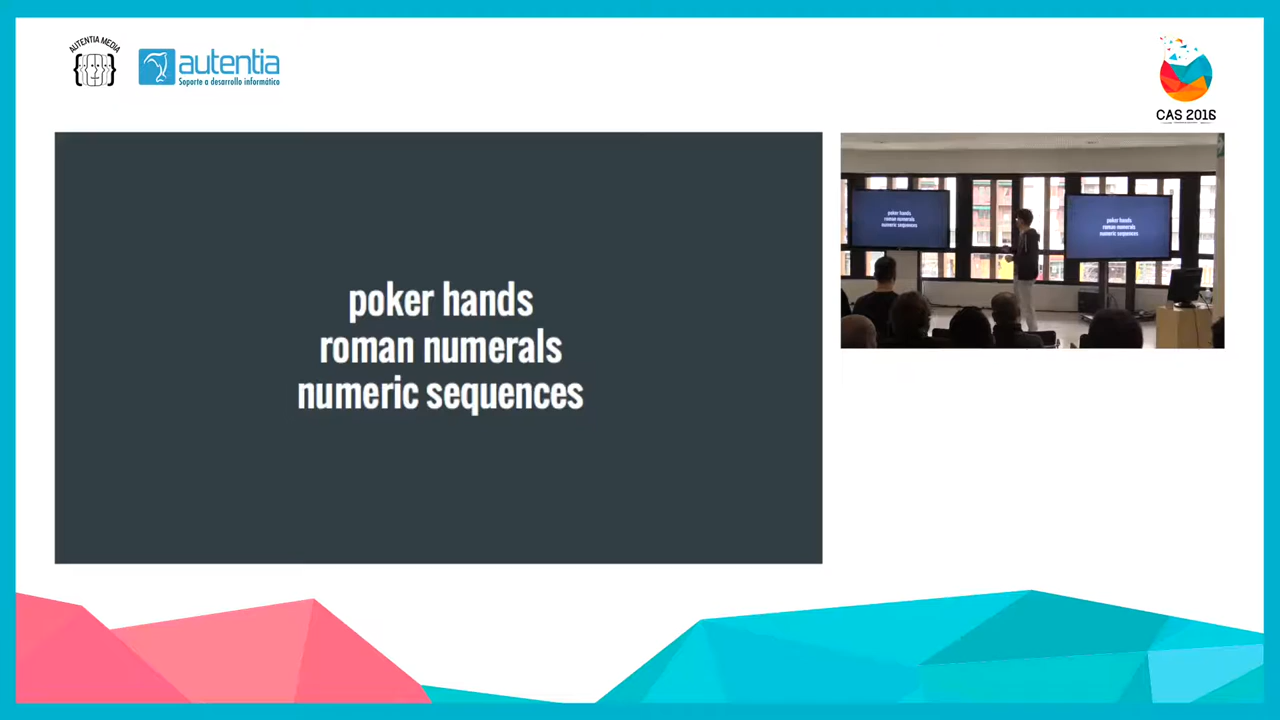 AUTENTIA MEDIA
autentia
Soporte a desarrollo informático
CAS 2016
poker hands
roman numerals
numeric sequences
poker hands
roman numerals
numeric sequences
poker hands
roman numerals
numeric sequences